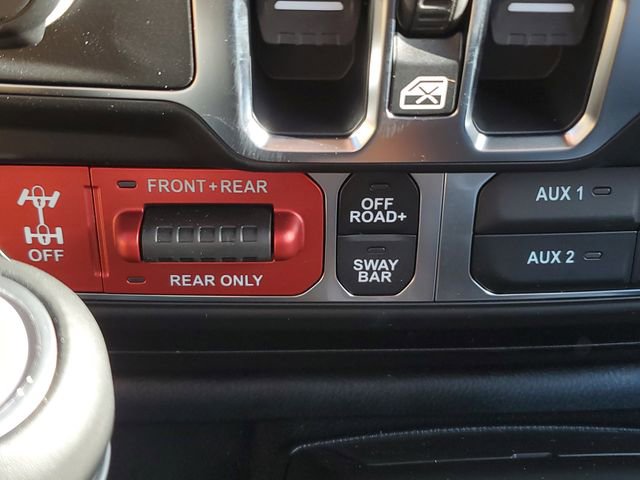 FRONT+REAR
OFF
REAR ONLY
OFF
ROAD+
SWAY
BAR
AUX 1
AUX 2